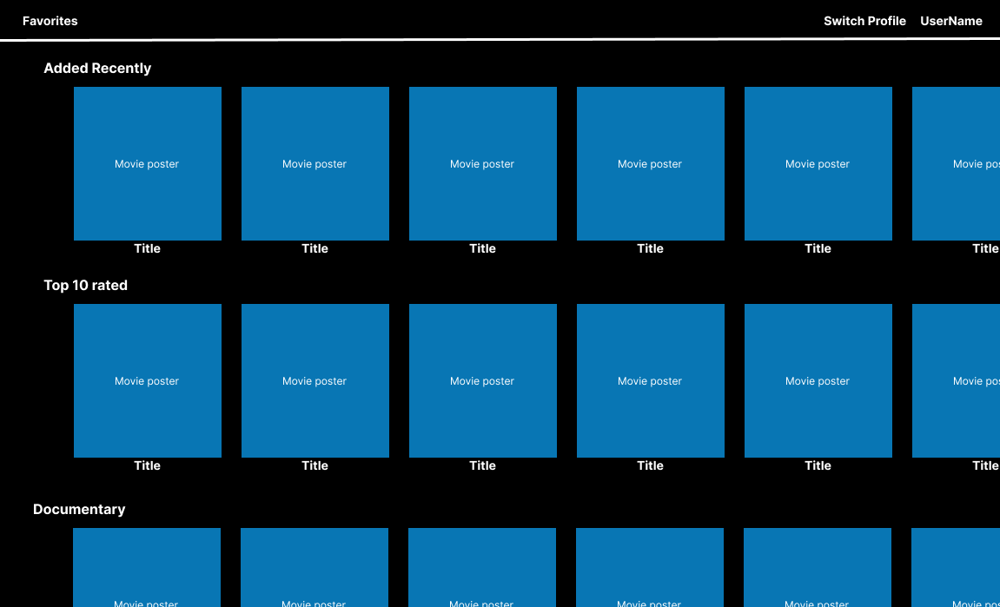 Favorites Switch Profile UserName
Added Recently
Movie poster Movie poster Movie poster Movie poster Movie poster Movie pos
Title Title Title Title Title Title
Top 10 rated
Movie poster Movie poster Movie poster Movie poster Movie poster Movie pos
Title Title Title Title Title Title
Documentary
Movie poster Movie poster Movie poster Movie poster Movie poster Movie pos